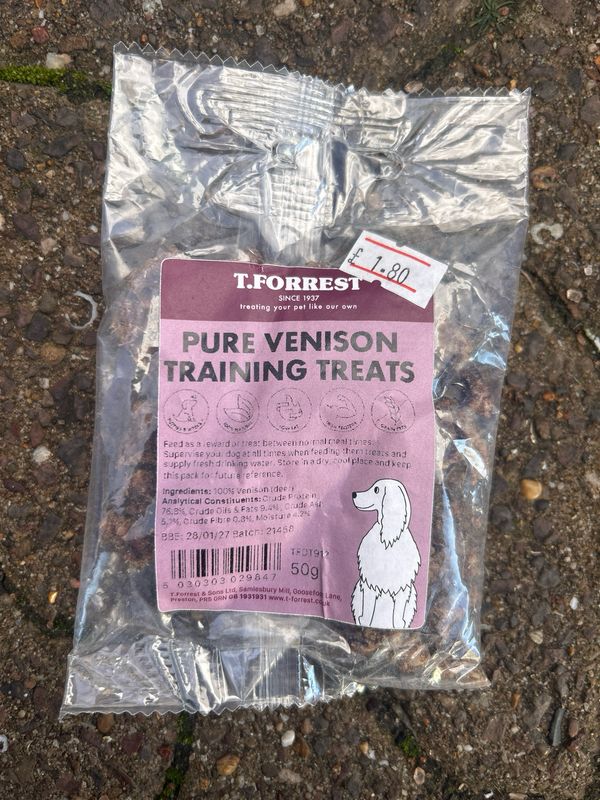 T.FORREST
SINCE 1937
treating your pet like our own
£ 1.80
PURE VENISON
TRAINING TREATS
Feed as a reward or treat between normal meal times.
Supervise your dog at all times when feeding them treats and
supply fresh drinking water. Store in a dry, cool place and keep
this pack for future reference.
Ingredients: 100% Venison (deer)
Analytical Constituents: Crude Protein
76.8%, Crude Oils & Fats 9.4%, Crude Ash
Crude Fibre 0.8%, Moisture 4.2%
BBE: 28/01/27 Batch: 21458
50g
5 030303 029847
T.Forrest & Sons Ltd, Samlesbury Mill, Goosefoot Lane,
Preston, PR5 0RN GB 1931931 www.t-forrest.co.uk